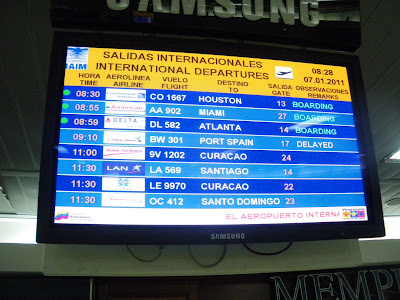 SAMSUNG
SALIDAS INTERNACIONALES
INTERNATIONAL DEPARTURES
08:28
07.01.2011
IAIM
HORA AEROLINEA VUELO DESTINO SALIDA OBSERVACIONES
TIME AIRLINE FLIGHT TO GATE REMARKS
08:30 CO 1667 HOUSTON 13 BOARDING
08:55 American AA 902 MIAMI 27 BOARDING
08:59 DELTA DL 582 ATLANTA 14 BOARDING
09:10 BW 301 PORT SPAIN 17 DELAYED
11:00 9V 1202 CURACAO 24
11:30 LAN LA 569 SANTIAGO 14
11:30 LE 9970 CURACAO 22
11:30 OC 412 SANTO DOMINGO 23
EL AEROPUERTO INTERNA
SAMSUNG
MEMP